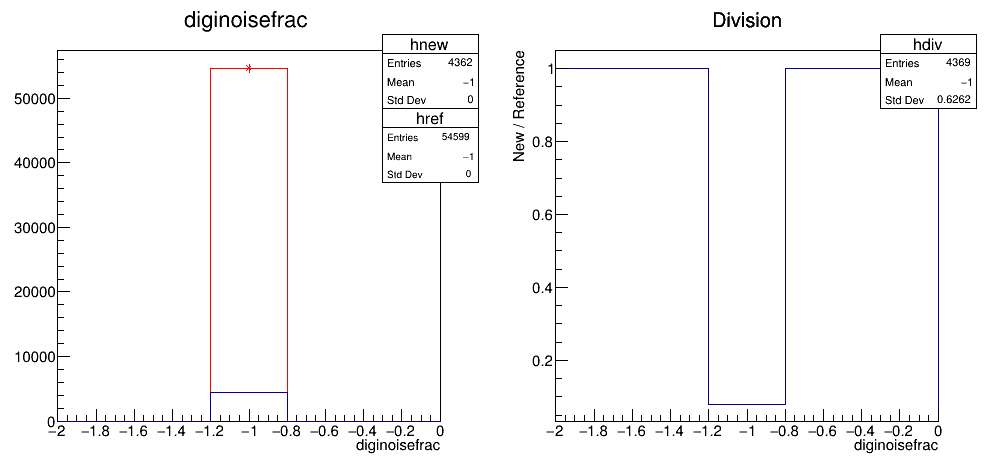 diginoisefrac
hnew
Entries 4362
Mean −1
Std Dev 0
href
Entries 54599
Mean −1
Std Dev 0
50000
40000
30000
20000
10000
0
−2 −1.8 −1.6 −1.4 −1.2 −1 −0.8 −0.6 −0.4 −0.2 0
diginoisefrac
Division
hdiv
Entries 4369
Mean −1
Std Dev 0.6262
New / Reference
1
0.8
0.6
0.4
0.2
−2 −1.8 −1.6 −1.4 −1.2 −1 −0.8 −0.6 −0.4 −0.2 0
diginoisefrac